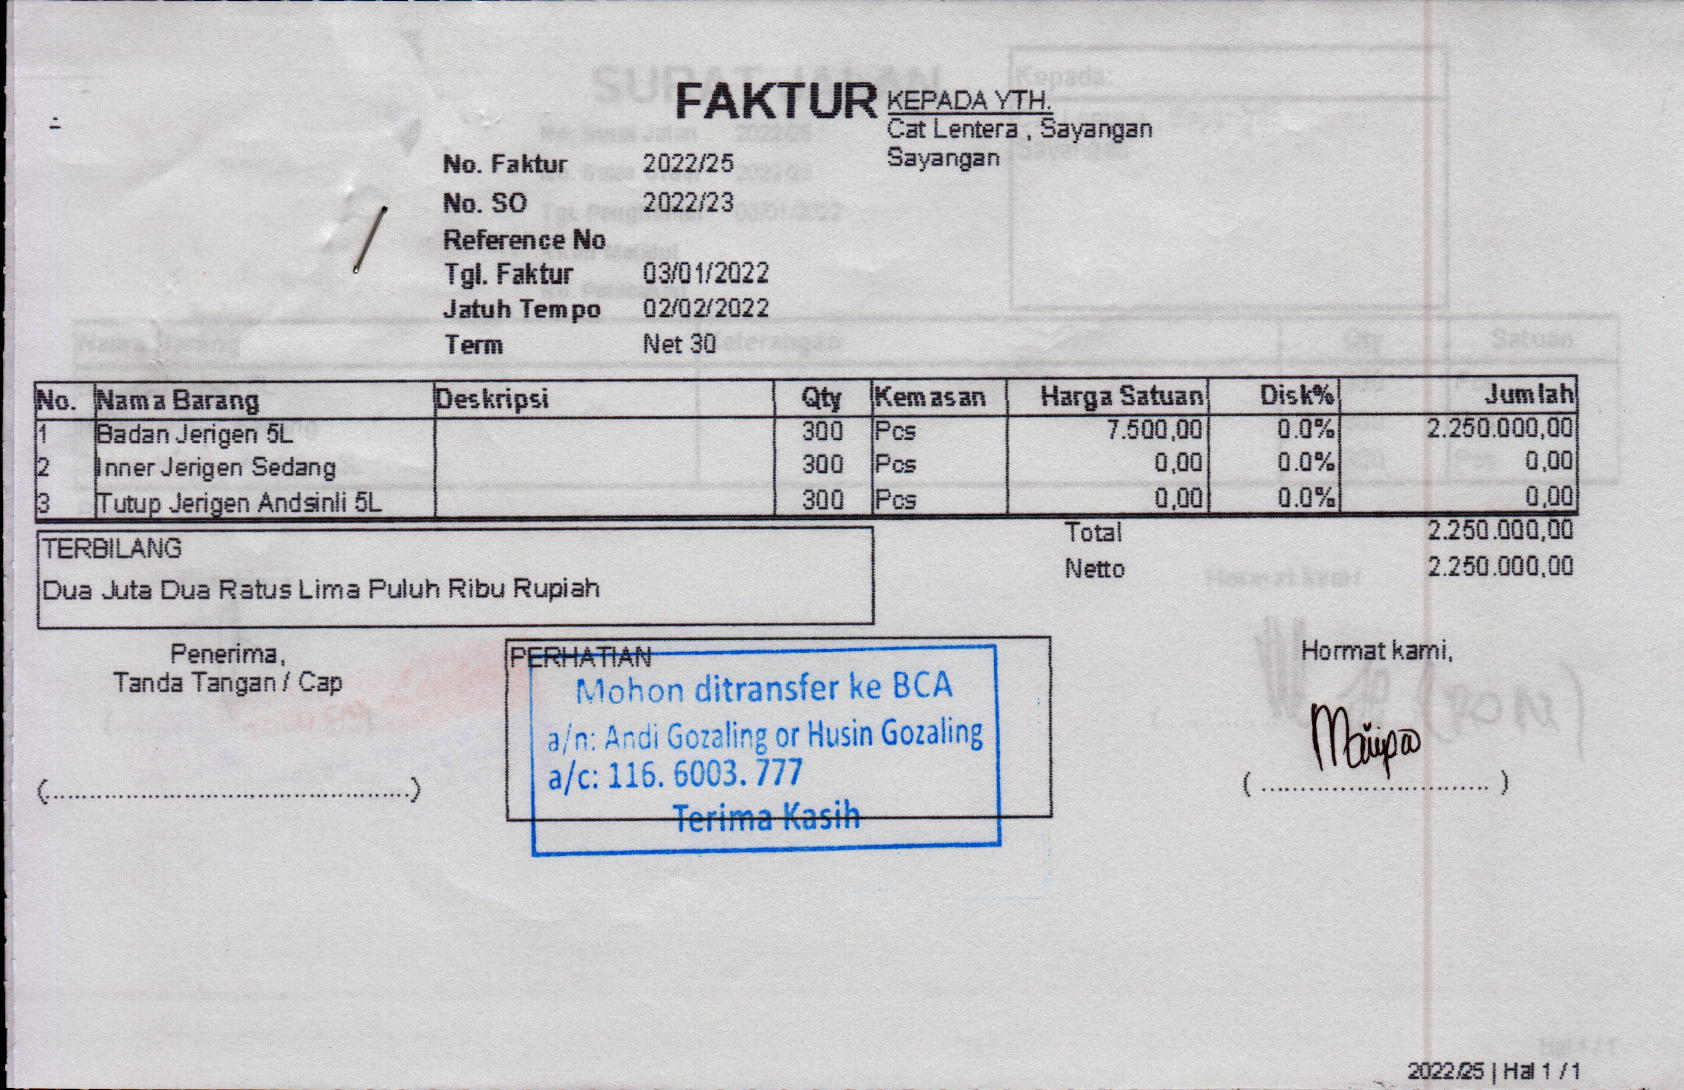 FAKTUR
KEPADA YTH.
Cat Lentera , Sayangan
Sayangan
No. Faktur 2022/25
No. SO 2022/23
Reference No
Tgl. Faktur 03/01/2022
Jatuh Tempo 02/02/2022
Term Net 30
No. Nama Barang Deskripsi Qty Kemasan Harga Satuan Disk% Jumlah
1 Badan Jerigen 5L 300 Pcs 7.500,00 0.0% 2.250.000,00
2 Inner Jerigen Sedang 300 Pcs 0,00 0.0% 0,00
3 Tutup Jerigen Andsinli 5L 300 Pcs 0,00 0.0% 0,00
Total 2.250.000,00
Netto 2.250.000,00
TERBILANG
Dua Juta Dua Ratus Lima Puluh Ribu Rupiah
Penerima,
Tanda Tangan / Cap
(................................................)
PERHATIAN
Mohon ditransfer ke BCA
a/n: Andi Gozaling or Husin Gozaling
a/c: 116. 6003. 777
Terima Kasih
Hormat kami,
( .............................. )
2022/25 | Hal 1 / 1